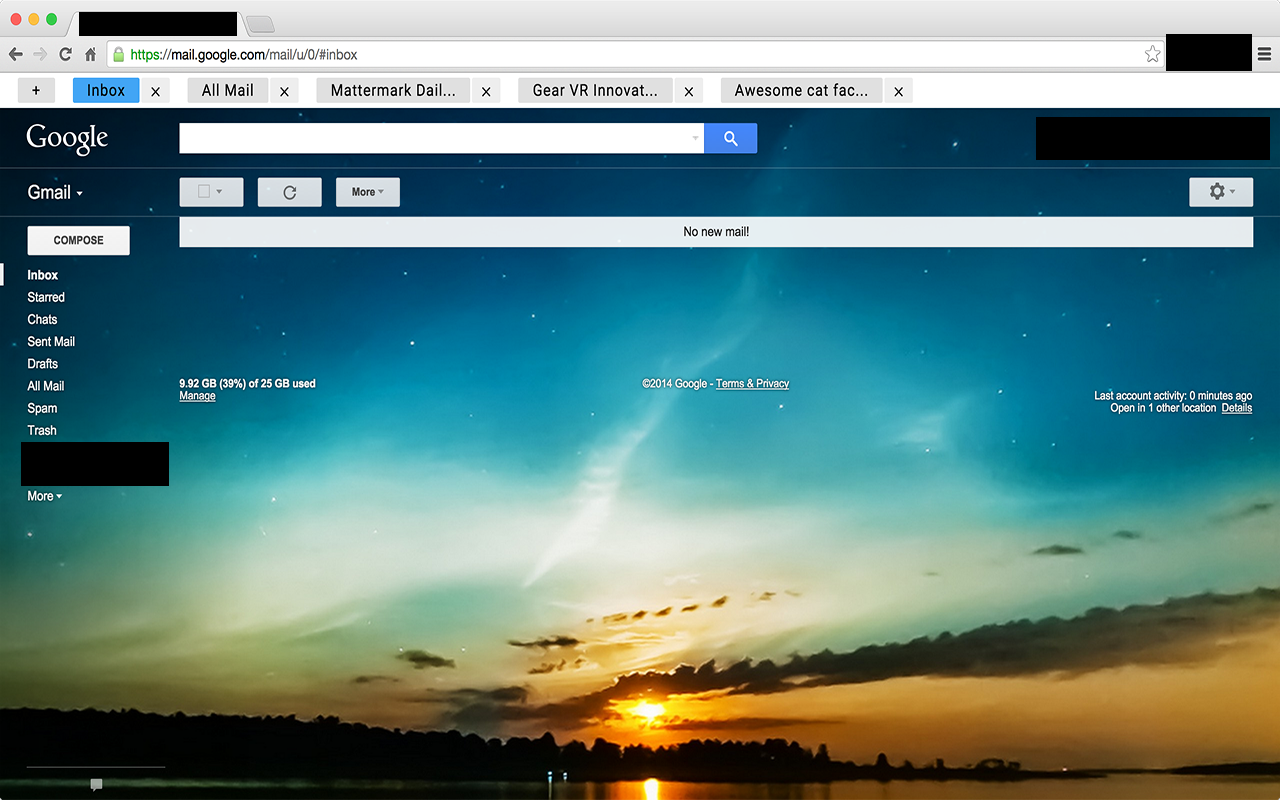 https://mail.google.com/mail/u/0/#inbox
+ Inbox x All Mail x Mattermark Dail... x Gear VR Innovat... x Awesome cat fac... x
Google
Gmail
More
COMPOSE
No new mail!
Inbox
Starred
Chats
Sent Mail
Drafts
All Mail
Spam
Trash
More
9.92 GB (39%) of 25 GB used
Manage
©2014 Google - Terms & Privacy
Last account activity: 0 minutes ago
Open in 1 other location Details